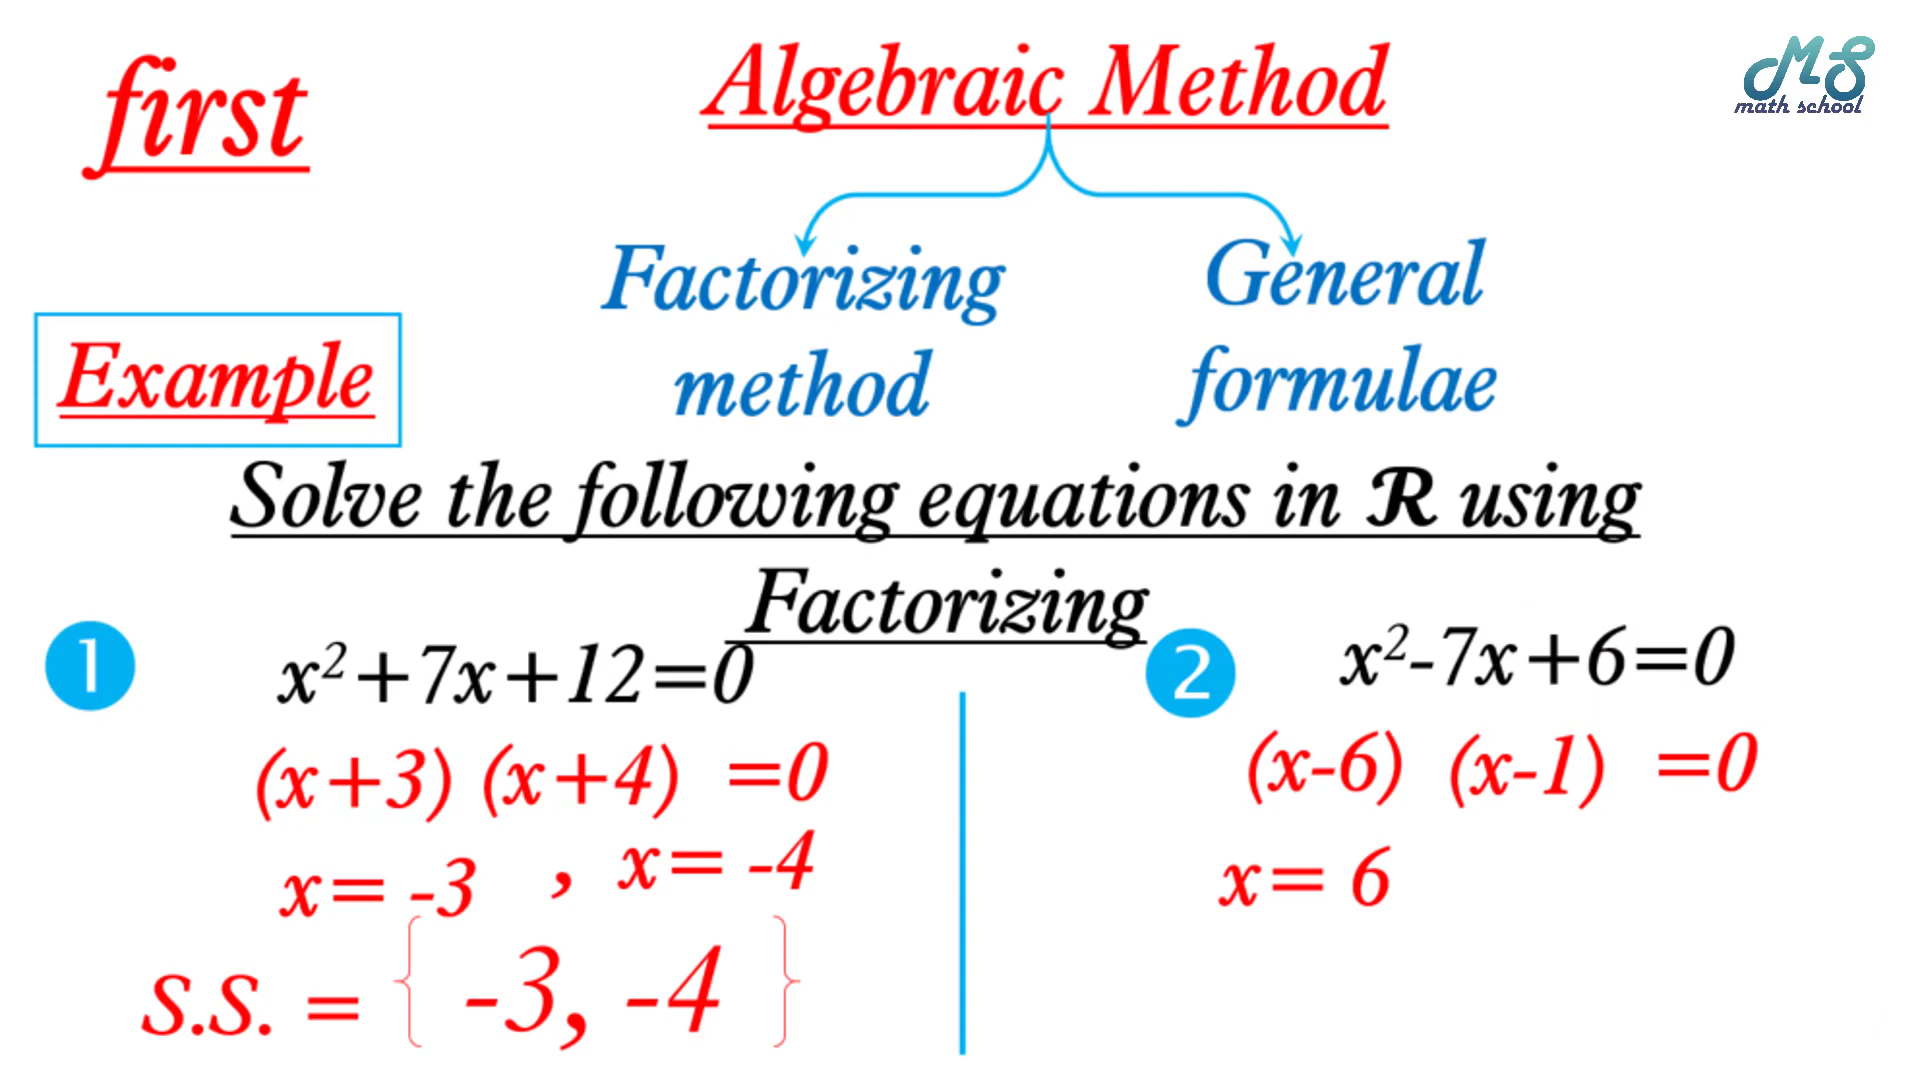 first
Algebraic Method
MS
math school
Factorizing
method
General
formulae
Example
Solve the following equations in R using
Factorizing
1
x²+7x+12=0
(x+3) (x+4) =0
x= -3 , x= -4
S.S. = { -3, -4 }
2
x²-7x+6=0
(x-6) (x-1) =0
x= 6